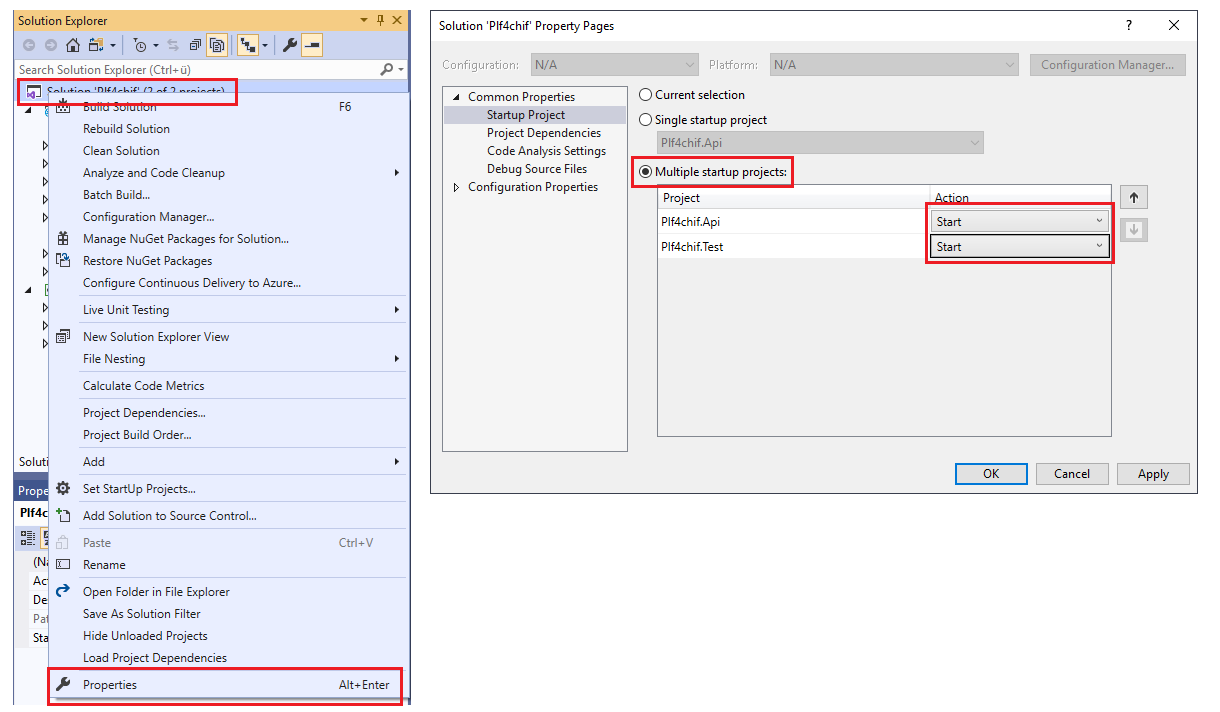 Solution Explorer
Search Solution Explorer (Ctrl+ü)
Solution 'Plf4chif' (2 of 2 projects)
Build Solution F6
Rebuild Solution
Clean Solution
Analyze and Code Cleanup
Batch Build...
Configuration Manager...
Manage NuGet Packages for Solution...
Restore NuGet Packages
Configure Continuous Delivery to Azure...
Live Unit Testing
New Solution Explorer View
File Nesting
Calculate Code Metrics
Project Dependencies...
Project Build Order...
Add
Set StartUp Projects...
Add Solution to Source Control...
Paste Ctrl+V
Rename
Open Folder in File Explorer
Save As Solution Filter
Hide Unloaded Projects
Load Project Dependencies
Properties Alt+Enter
Soluti
Prope
Plf4c
(Na
Act
De
Pat
Sta
Solution 'Plf4chif' Property Pages
Configuration: N/A Platform: N/A Configuration Manager...
Common Properties
Startup Project
Project Dependencies
Code Analysis Settings
Debug Source Files
Configuration Properties
Current selection
Single startup project
Plf4chif.Api
Multiple startup projects:
Project Action
Plf4chif.Api Start
Plf4chif.Test Start
OK Cancel Apply